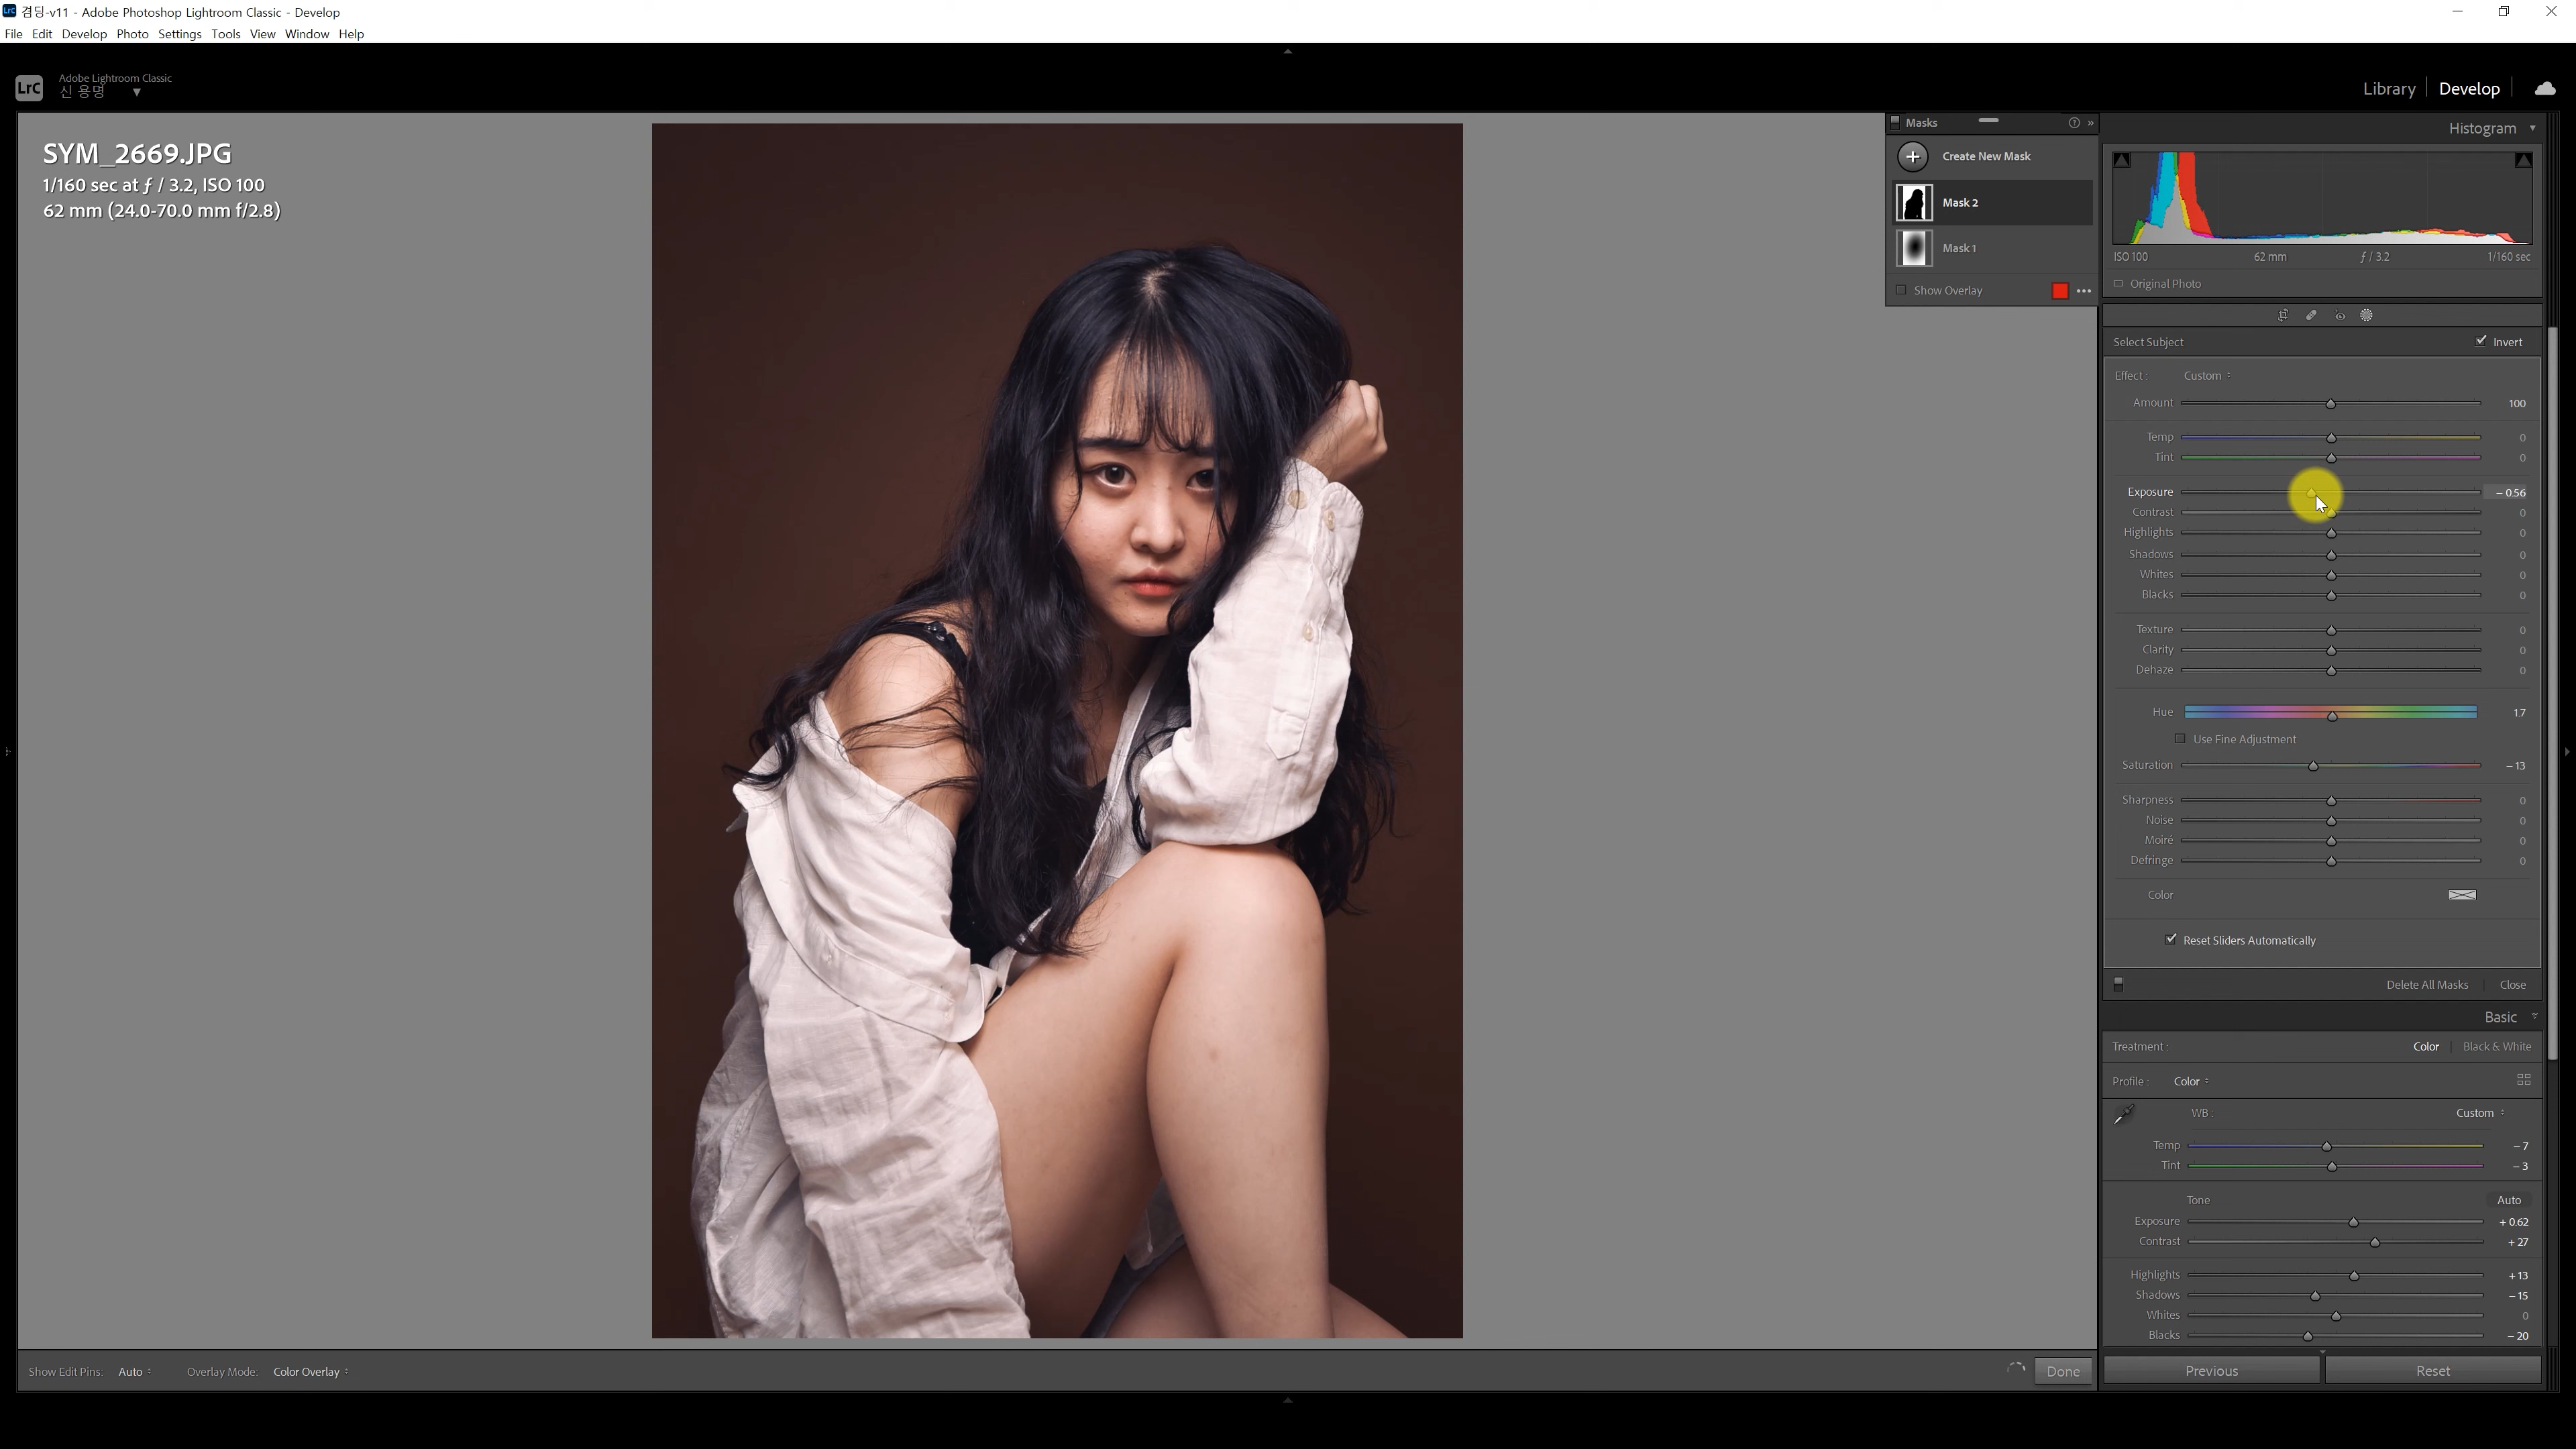 겸딩-v11 - Adobe Photoshop Lightroom Classic - Develop
File Edit Develop Photo Settings Tools View Window Help
LrC Adobe Lightroom Classic
신 용명
Library Develop
SYM_2669.JPG
1/160 sec at ƒ / 3.2, ISO 100
62 mm (24.0-70.0 mm f/2.8)
Masks
Create New Mask
Mask 2
Mask 1
Show Overlay
Histogram
ISO 100 62 mm ƒ / 3.2 1/160 sec
Original Photo
Select Subject Invert
Effect : Custom
Amount 100
Temp 0
Tint 0
Exposure – 0.56
Contrast 0
Highlights 0
Shadows 0
Whites 0
Blacks 0
Texture 0
Clarity 0
Dehaze 0
Hue 1.7
Use Fine Adjustment
Saturation – 13
Sharpness 0
Noise 0
Moiré 0
Defringe 0
Color
Reset Sliders Automatically
Delete All Masks Close
Basic
Treatment : Color Black & White
Profile : Color
WB : Custom
Temp – 7
Tint – 3
Tone Auto
Exposure + 0.62
Contrast + 27
Highlights + 13
Shadows – 15
Whites 0
Blacks – 20
Show Edit Pins: Auto Overlay Mode: Color Overlay Done
Previous Reset